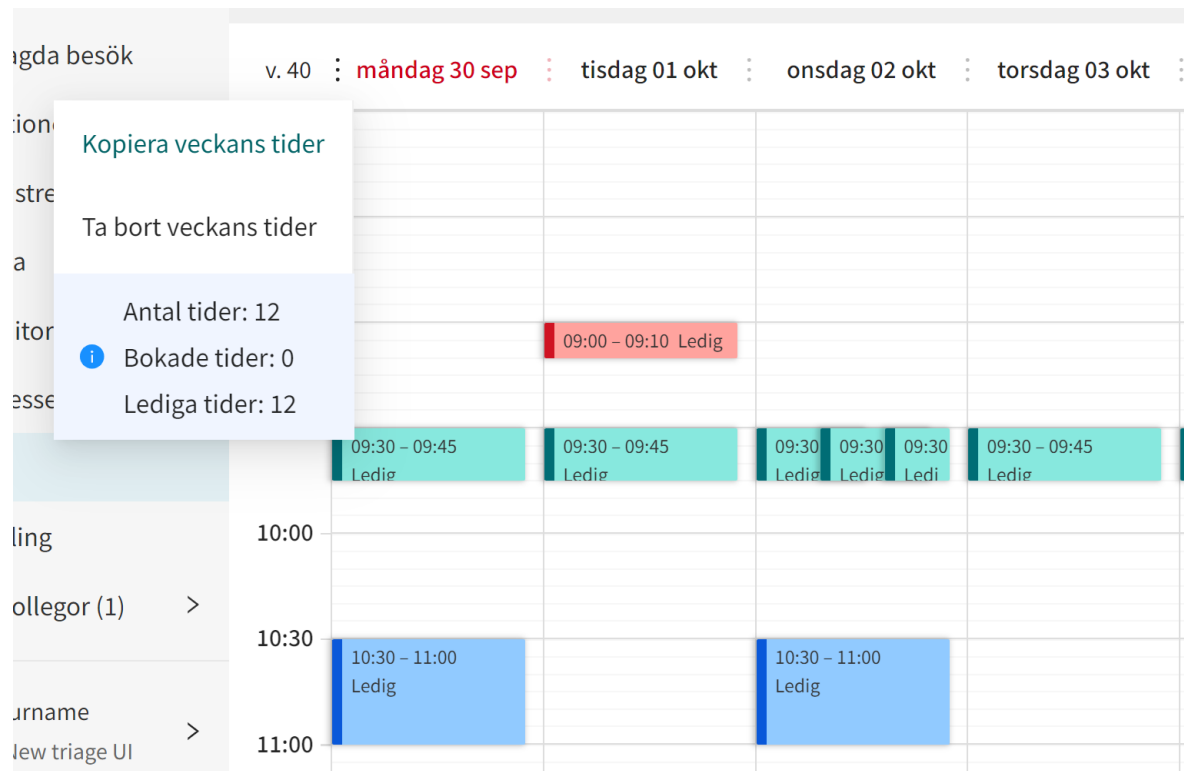 agda besök
v. 40
måndag 30 sep
tisdag 01 okt
onsdag 02 okt
torsdag 03 okt
Kopiera veckans tider
Ta bort veckans tider
Antal tider: 12
Bokade tider: 0
Lediga tider: 12
09:00 – 09:10 Ledig
09:30 – 09:45
Ledig
09:30 – 09:45
Ledig
09:30
Ledig
09:30
Ledig
09:30
Ledi
09:30 – 09:45
Ledig
10:00
ling
ollegor (1)
10:30
10:30 – 11:00
Ledig
10:30 – 11:00
Ledig
urname
New triage UI
11:00